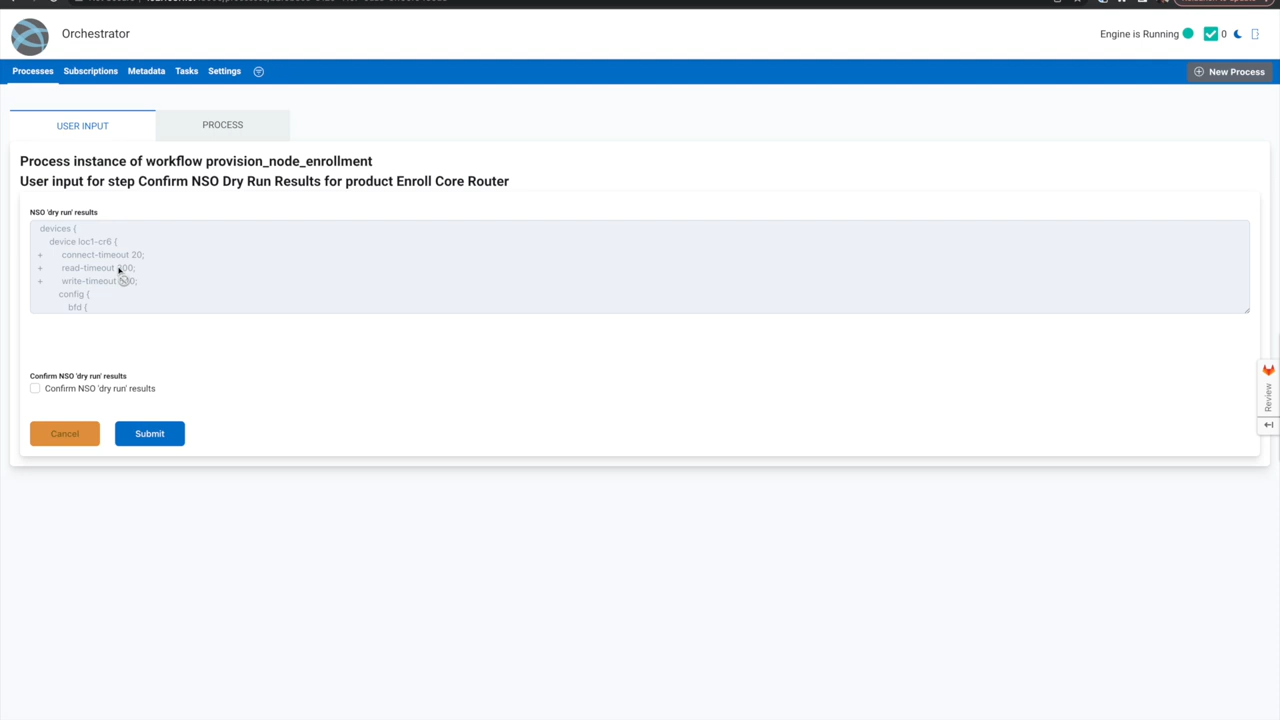 Orchestrator
Engine is Running
0
Processes
Subscriptions
Metadata
Tasks
Settings
New Process
USER INPUT
PROCESS
Process instance of workflow provision_node_enrollment
User input for step Confirm NSO Dry Run Results for product Enroll Core Router
NSO 'dry run' results
devices {
device loc1-cr6 {
+ connect-timeout 20;
+ read-timeout
+ write-timeout
config {
bfd {
Confirm NSO 'dry run' results
Confirm NSO 'dry run' results
Cancel
Submit
Review